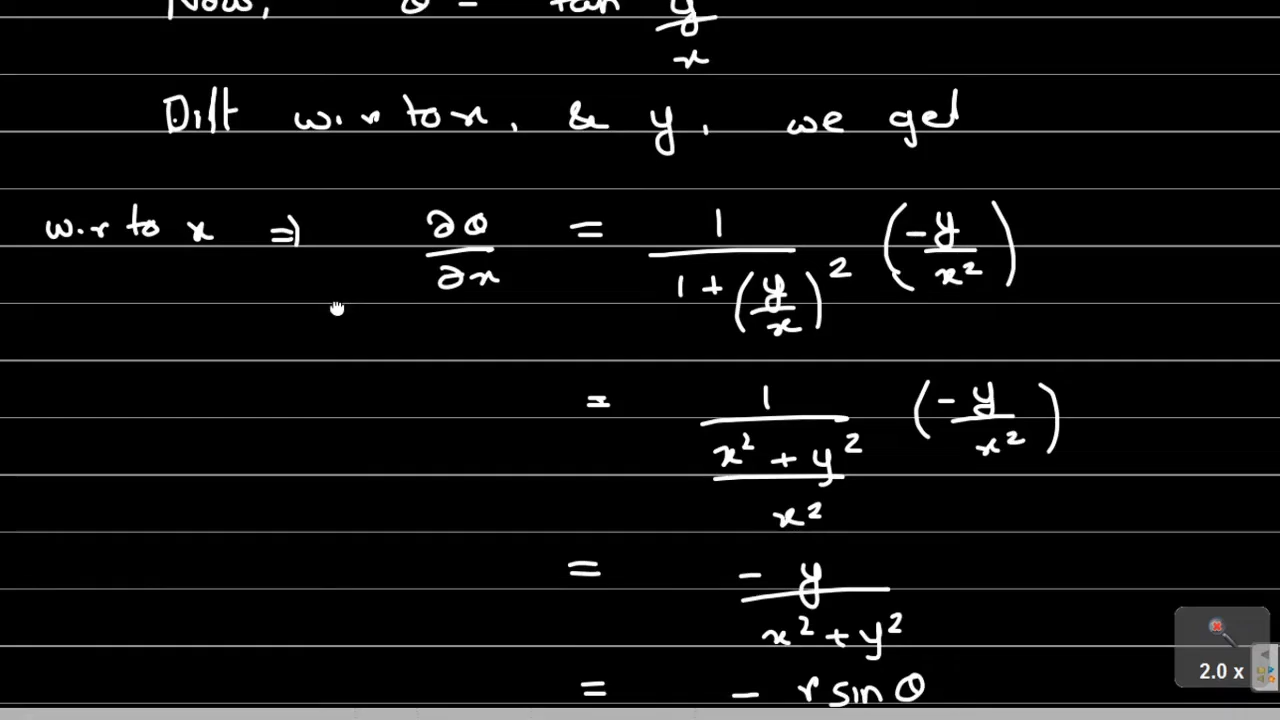 Now, θ = tan y/x
Diff w.r to x, & y, we get
w.r to x ⇒ ∂θ/∂x = 1/(1 + (y/x)²) (-y/x²)
= 1/((x² + y²)/x²) (-y/x²)
= -y/(x² + y²)
= - r sin θ
2.0 x